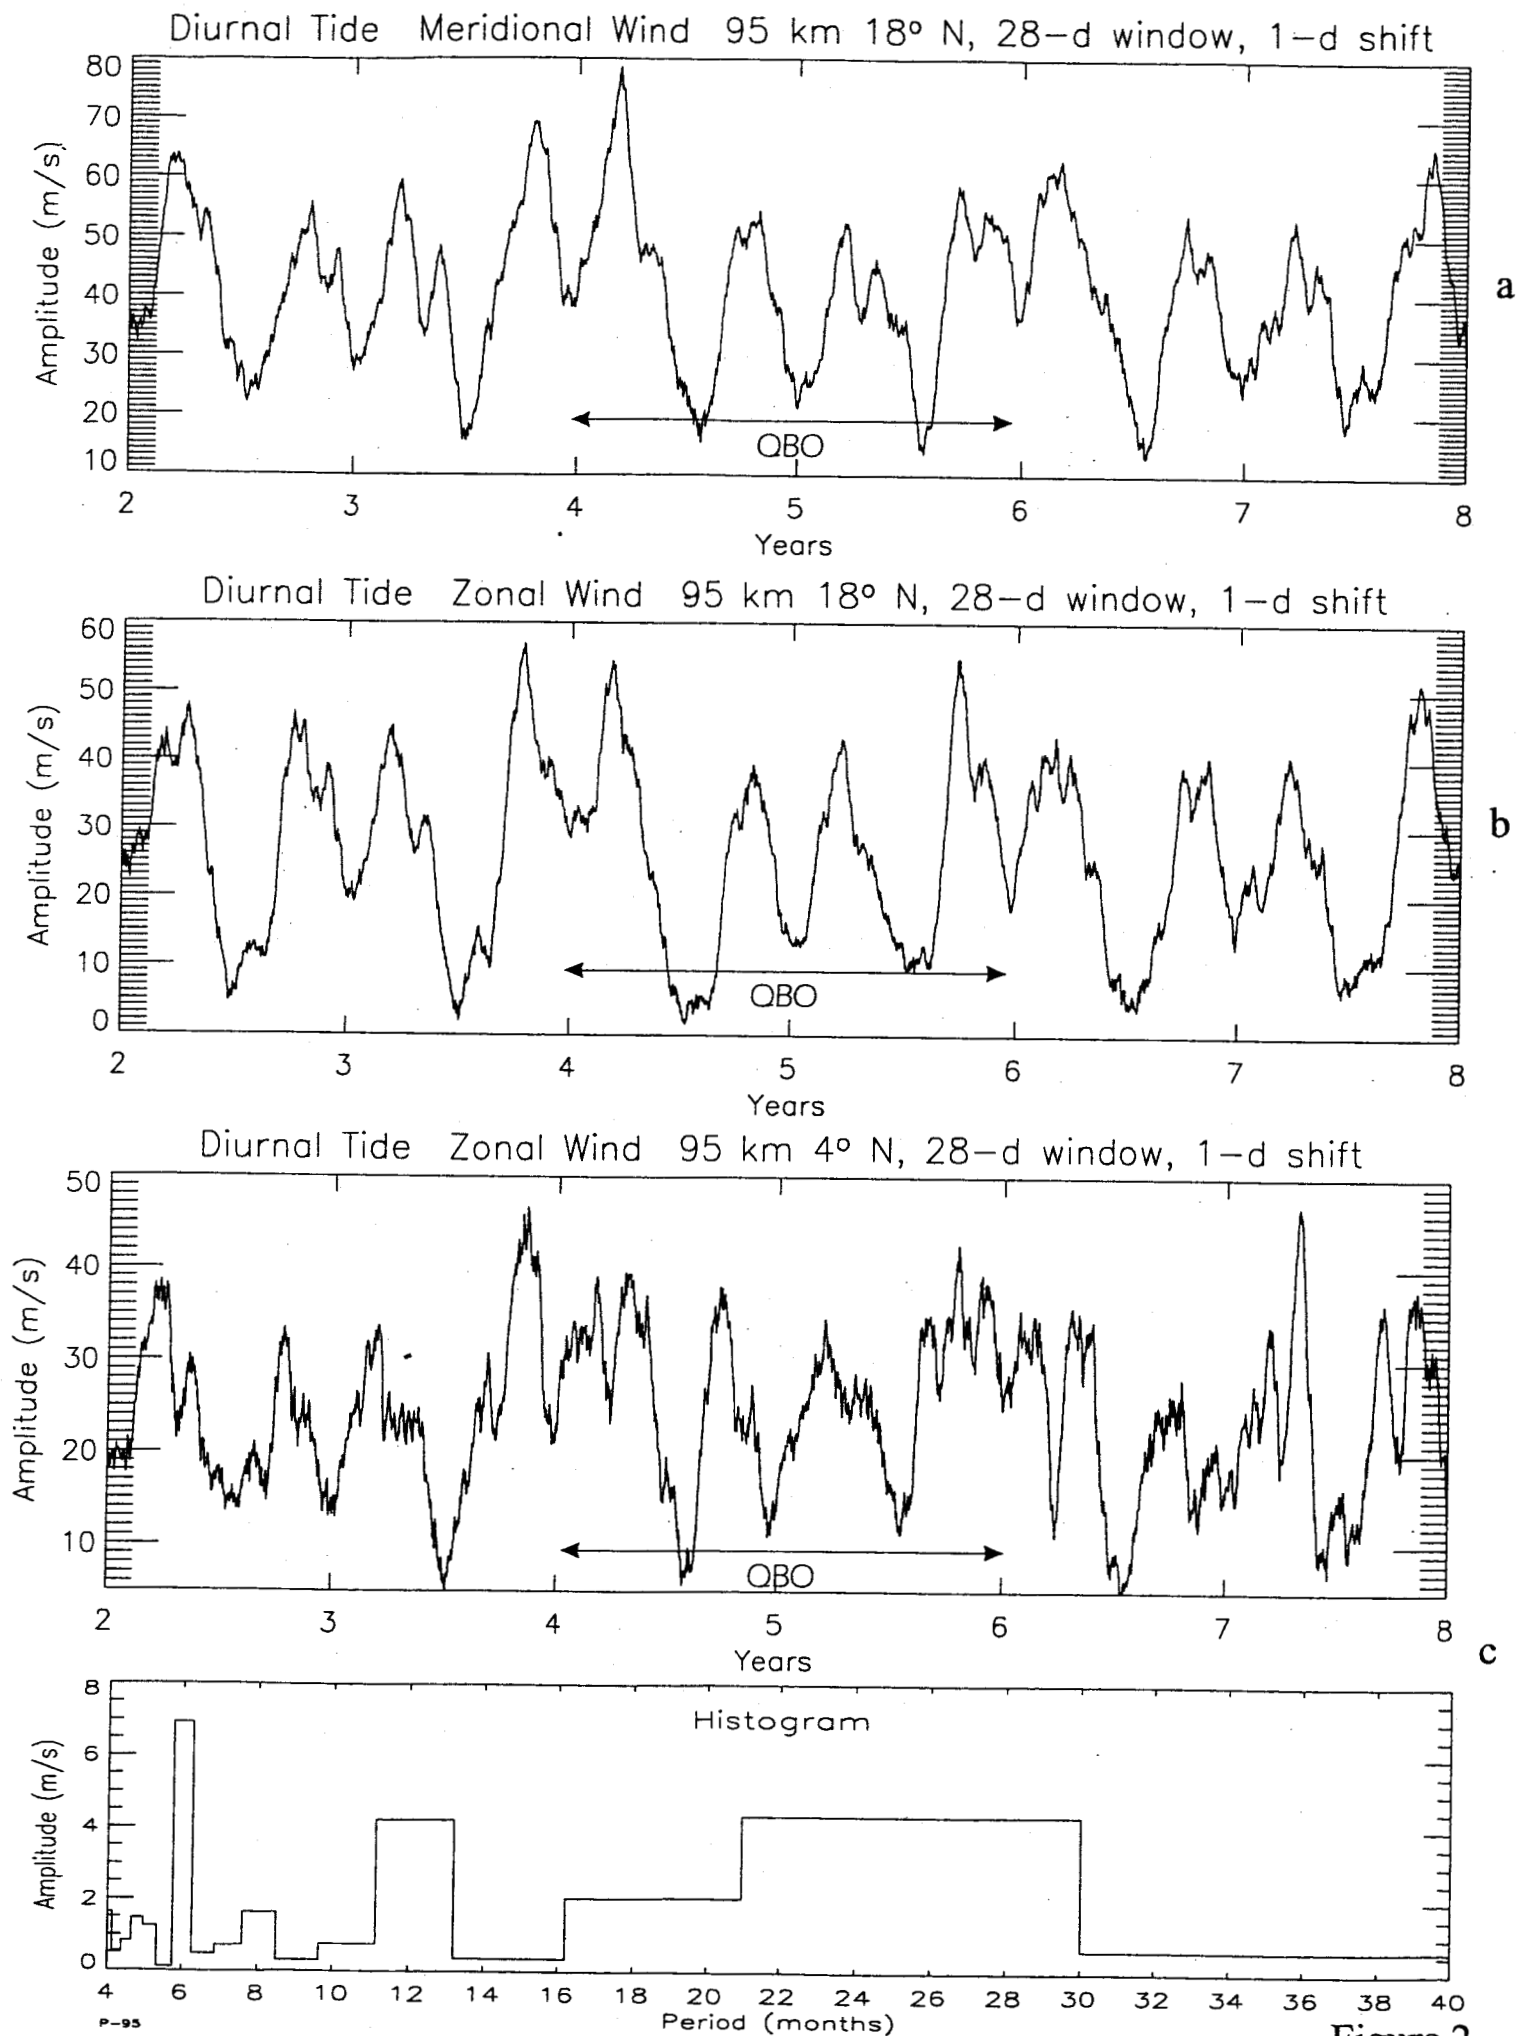 Diurnal Tide Meridional Wind 95 km 18º N, 28-d window, 1-d shift
80
70
60
50
40
30
20
10
Amplitude (m/s)
QBO
a
2 3 4 5 6 7 8
Years
Diurnal Tide Zonal Wind 95 km 18º N, 28-d window, 1-d shift
60
50
40
30
20
10
0
Amplitude (m/s)
QBO
b
2 3 4 5 6 7 8
Years
Diurnal Tide Zonal Wind 95 km 4º N, 28-d window, 1-d shift
50
40
30
20
10
Amplitude (m/s)
QBO
2 3 4 5 6 7 8
Years
c
Histogram
8
6
4
2
0
Amplitude (m/s)
4 6 8 10 12 14 16 18 20 22 24 26 28 30 32 34 36 38 40
P-95
Period (months)